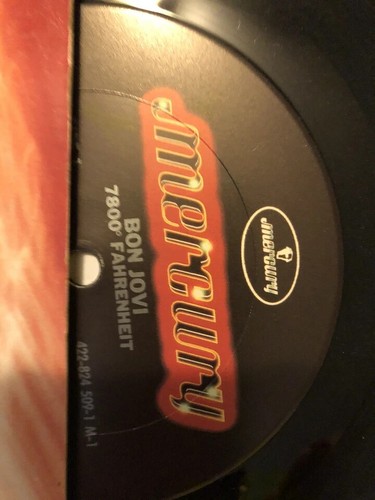 mercury
mercury
BON JOVI
7800° FAHRENHEIT
422-824 509-1 M-1